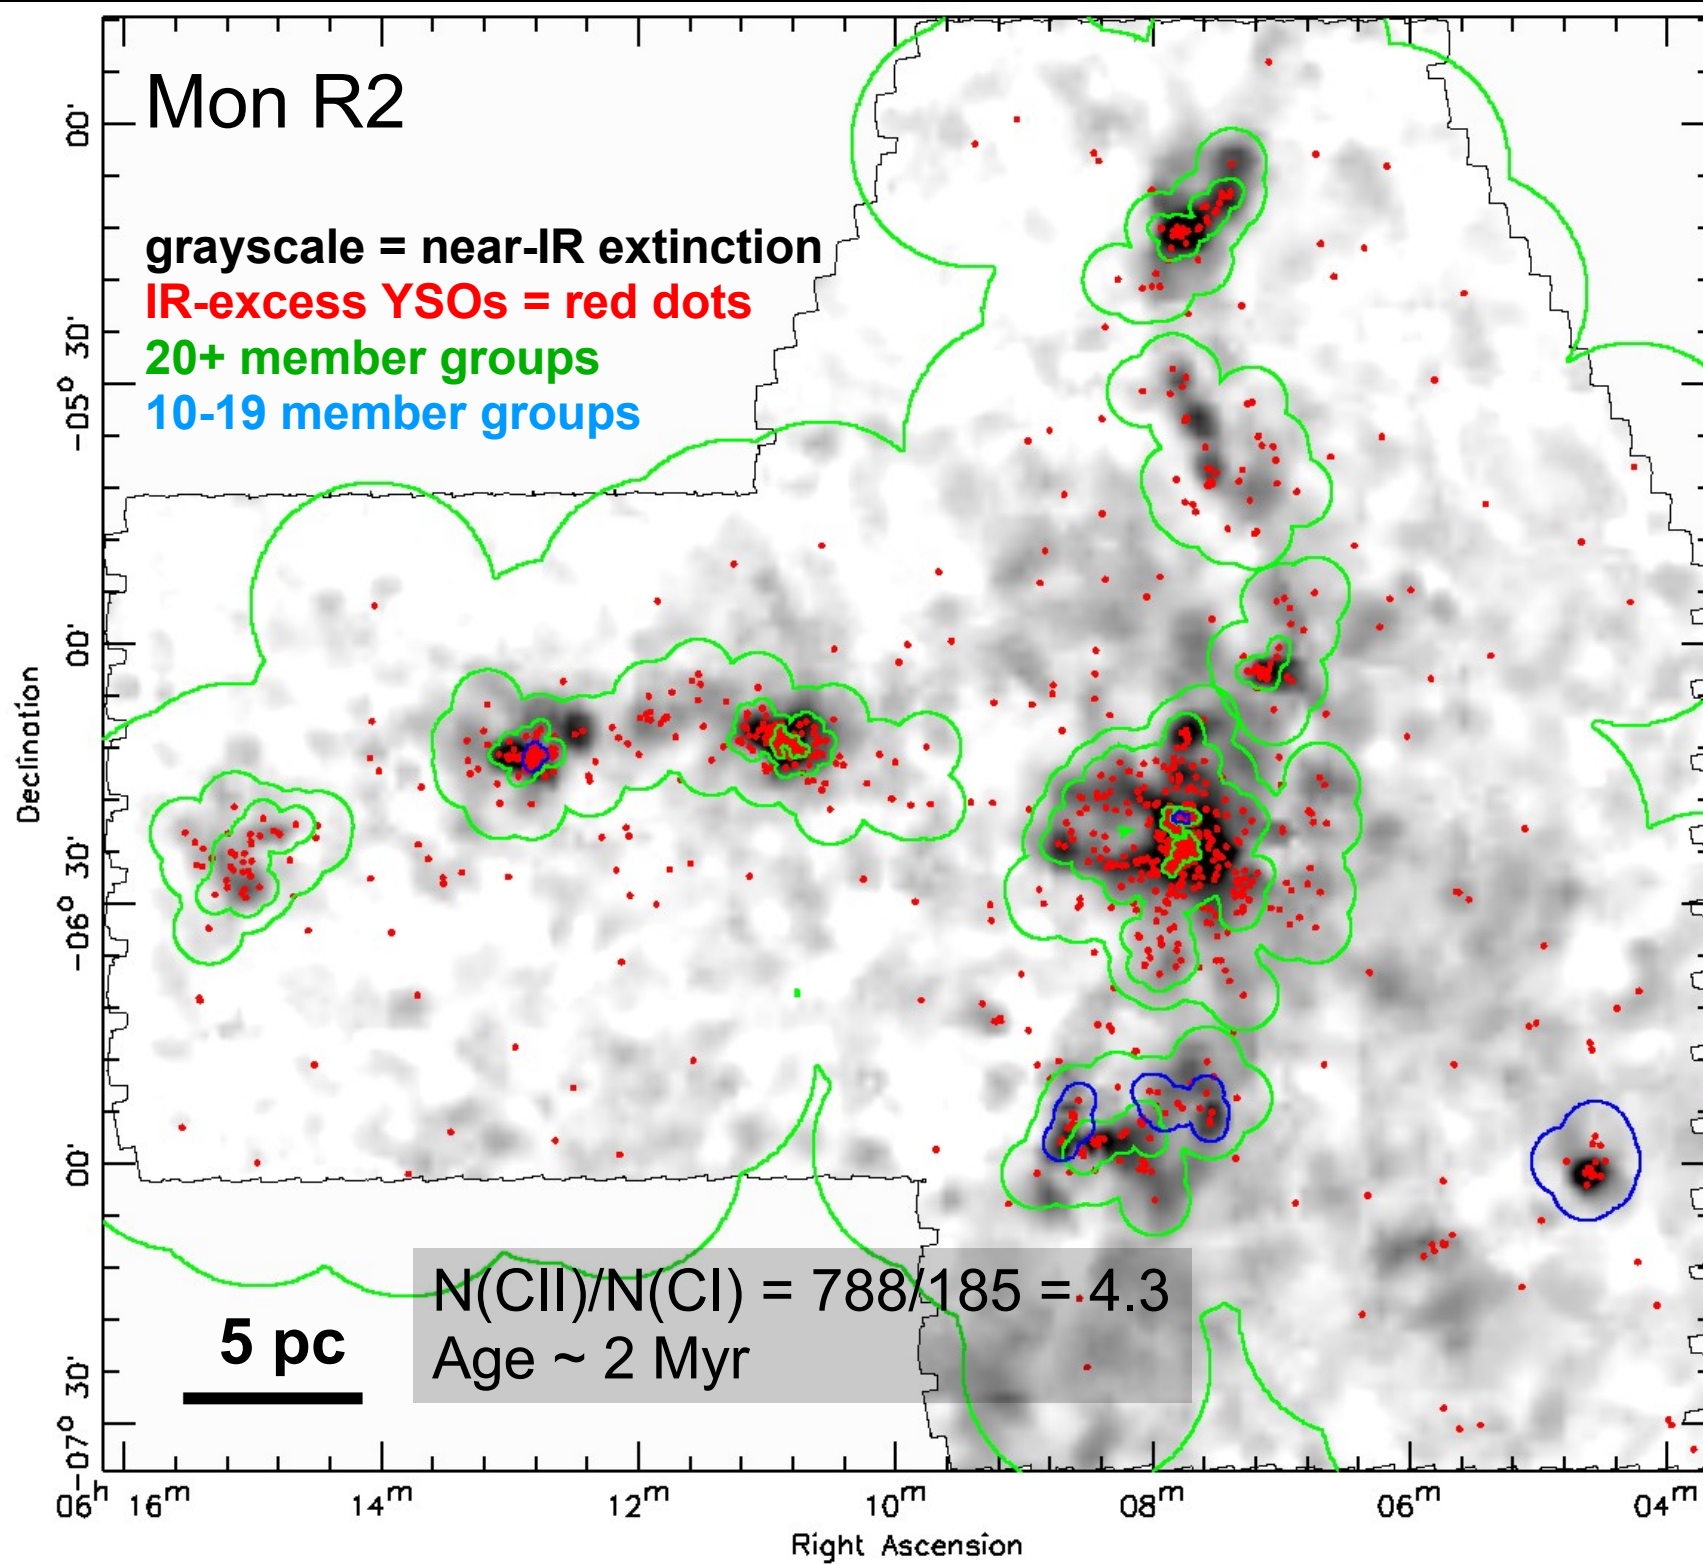 Mon R2
grayscale = near-IR extinction
IR-excess YSOs = red dots
20+ member groups
10-19 member groups
N(CII)/N(CI) = 788/185 = 4.3
Age ~ 2 Myr
5 pc
Declination
00'
30'
-05°
00'
30'
-06°
00'
30'
-07°
06h 16m
14m
12m
10m
08m
06m
04m
Right Ascension